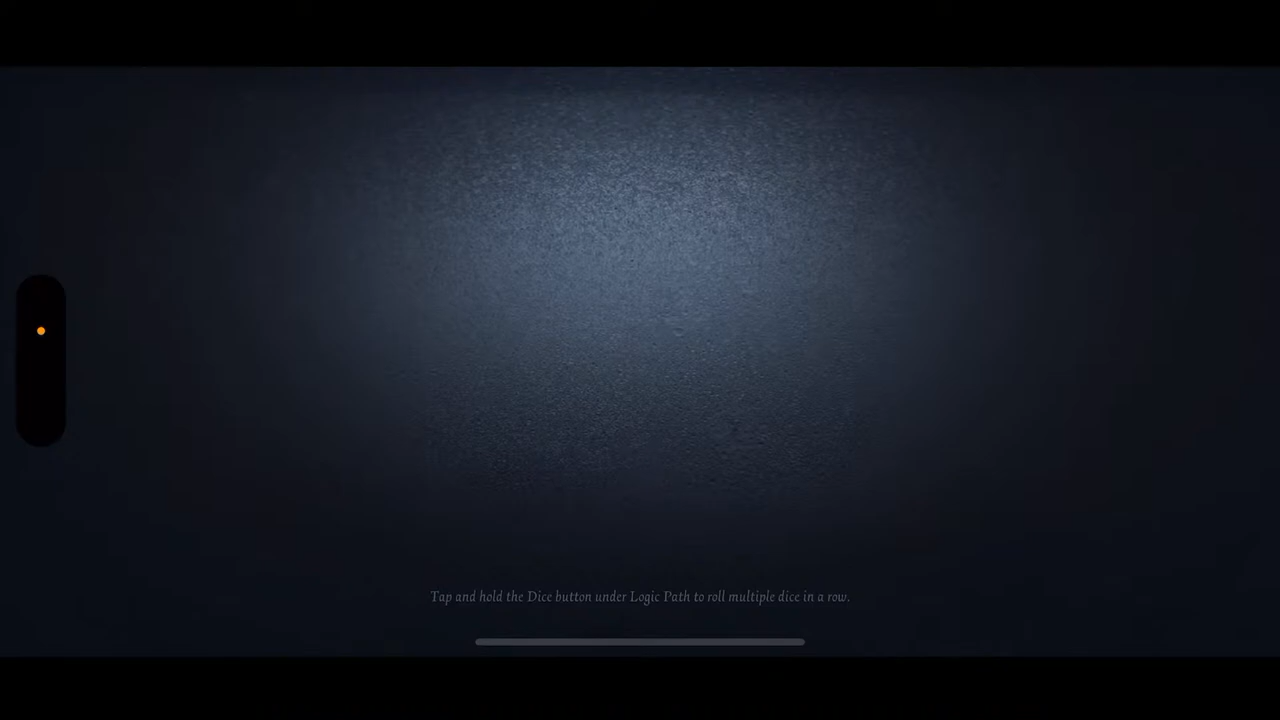 Tap and hold the Dice button under Logic Path to roll multiple dice in a row.